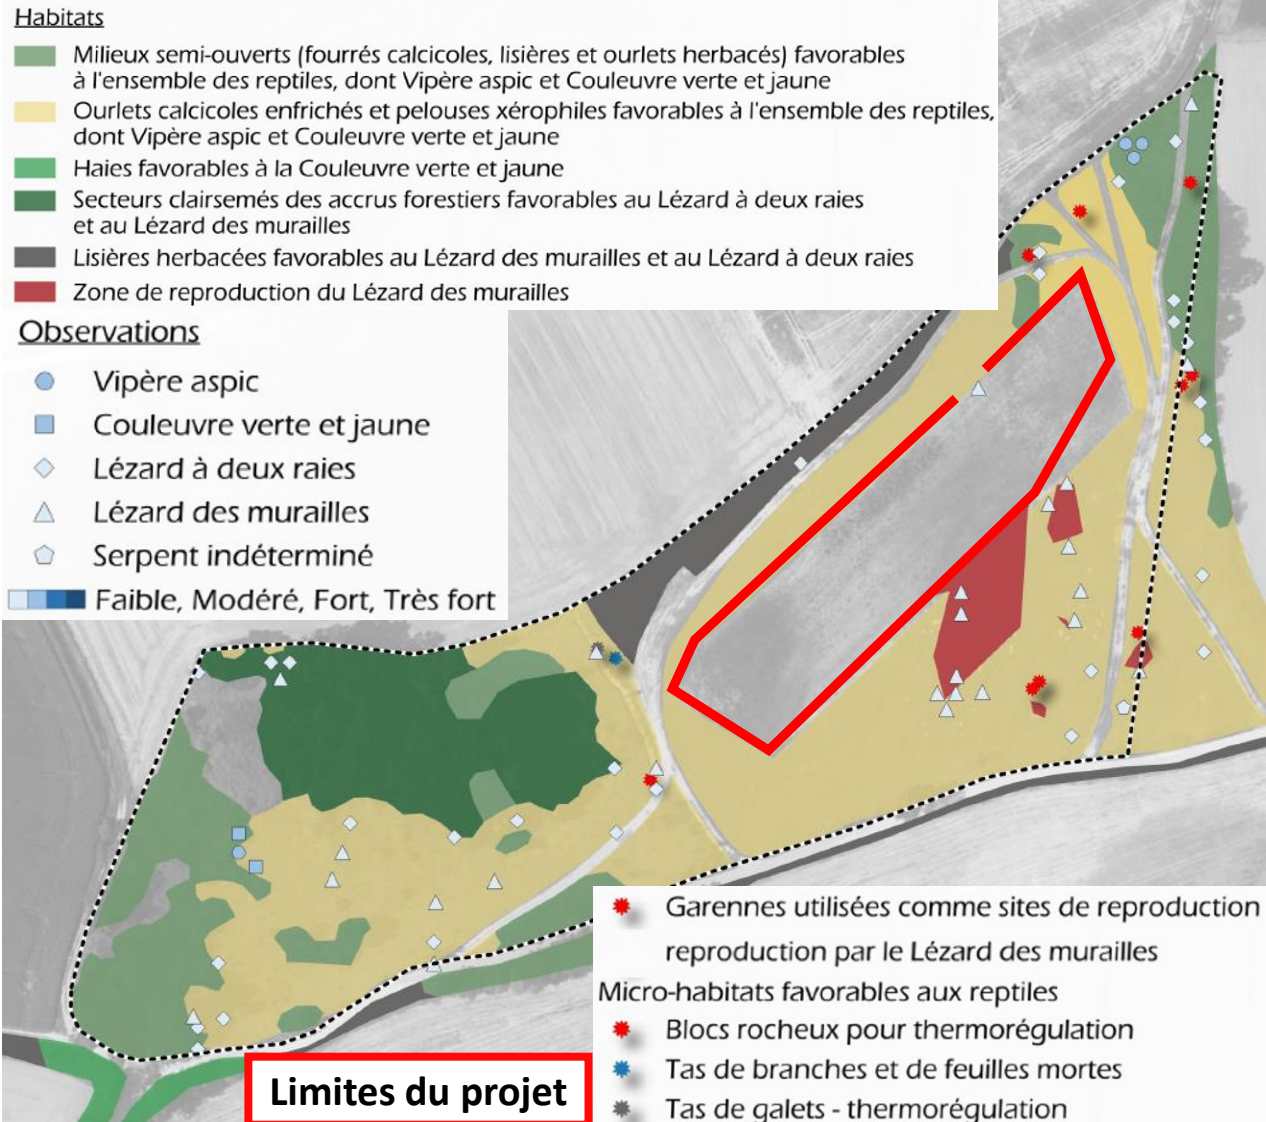 Habitats
Milieux semi-ouverts (fourrés calcicoles, lisières et ourlets herbacés) favorables
à l'ensemble des reptiles, dont Vipère aspic et Couleuvre verte et jaune
Ourlets calcicoles enfrichés et pelouses xérophiles favorables à l'ensemble des reptiles,
dont Vipère aspic et Couleuvre verte et jaune
Haies favorables à la Couleuvre verte et jaune
Secteurs clairsemés des accrus forestiers favorables au Lézard à deux raies
et au Lézard des murailles
Lisières herbacées favorables au Lézard des murailles et au Lézard à deux raies
Zone de reproduction du Lézard des murailles
Observations
Vipère aspic
Couleuvre verte et jaune
Lézard à deux raies
Lézard des murailles
Serpent indéterminé
Faible, Modéré, Fort, Très fort
Garennes utilisées comme sites de reproduction
reproduction par le Lézard des murailles
Micro-habitats favorables aux reptiles
Blocs rocheux pour thermorégulation
Tas de branches et de feuilles mortes
Tas de galets - thermorégulation
Limites du projet